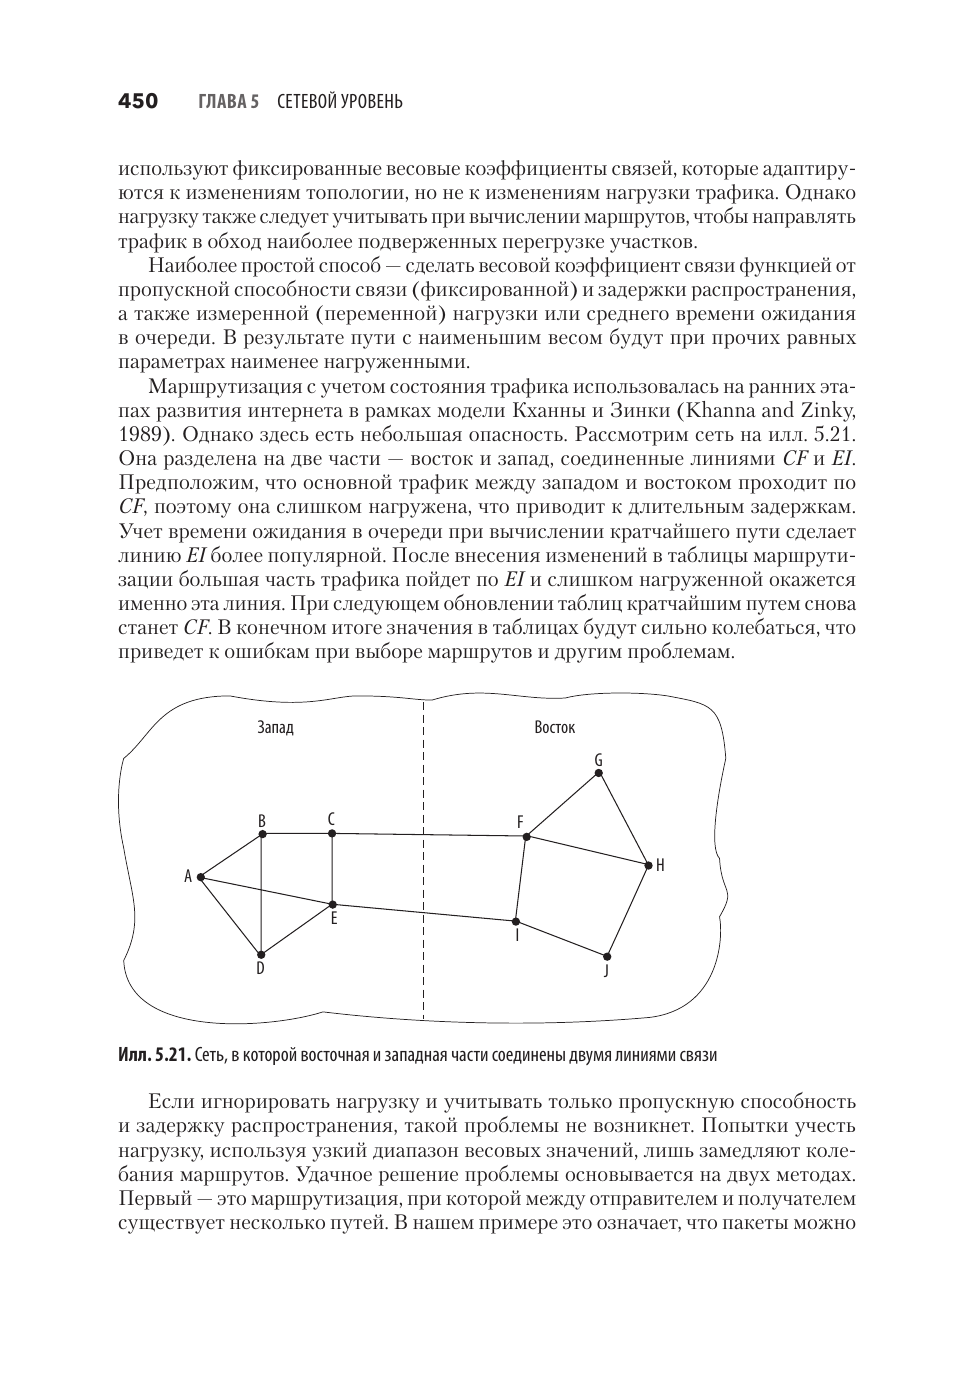 450 ГЛАВА 5 СЕТЕВОЙ УРОВЕНЬ
используют фиксированные весовые коэффициенты связей, которые адаптиру-
ются к изменениям топологии, но не к изменениям нагрузки трафика. Однако
нагрузку также следует учитывать при вычислении маршрутов, чтобы направлять
трафик в обход наиболее подверженных перегрузке участков.
Наиболее простой способ — сделать весовой коэффициент связи функцией от
пропускной способности связи (фиксированной) и задержки распространения,
а также измеренной (переменной) нагрузки или среднего времени ожидания
в очереди. В результате пути с наименьшим весом будут при прочих равных
параметрах наименее нагруженными.
Маршрутизация с учетом состояния трафика использовалась на ранних эта-
пах развития интернета в рамках модели Кханны и Зинки (Khanna and Zinky,
1989). Однако здесь есть небольшая опасность. Рассмотрим сеть на илл. 5.21.
Она разделена на две части — восток и запад, соединенные линиями CF и EI.
Предположим, что основной трафик между западом и востоком проходит по
CF, поэтому она слишком нагружена, что приводит к длительным задержкам.
Учет времени ожидания в очереди при вычислении кратчайшего пути сделает
линию EI более популярной. После внесения изменений в таблицы маршрути-
зации большая часть трафика пойдет по EI и слишком нагруженной окажется
именно эта линия. При следующем обновлении таблиц кратчайшим путем снова
станет CF. В конечном итоге значения в таблицах будут сильно колебаться, что
приведет к ошибкам при выборе маршрутов и другим проблемам.
Запад Восток
G
B C F
A H
E
I
D J
Илл. 5.21. Сеть, в которой восточная и западная части соединены двумя линиями связи
Если игнорировать нагрузку и учитывать только пропускную способность
и задержку распространения, такой проблемы не возникнет. Попытки учесть
нагрузку, используя узкий диапазон весовых значений, лишь замедляют коле-
бания маршрутов. Удачное решение проблемы основывается на двух методах.
Первый — это маршрутизация, при которой между отправителем и получателем
существует несколько путей. В нашем примере это означает, что пакеты можно